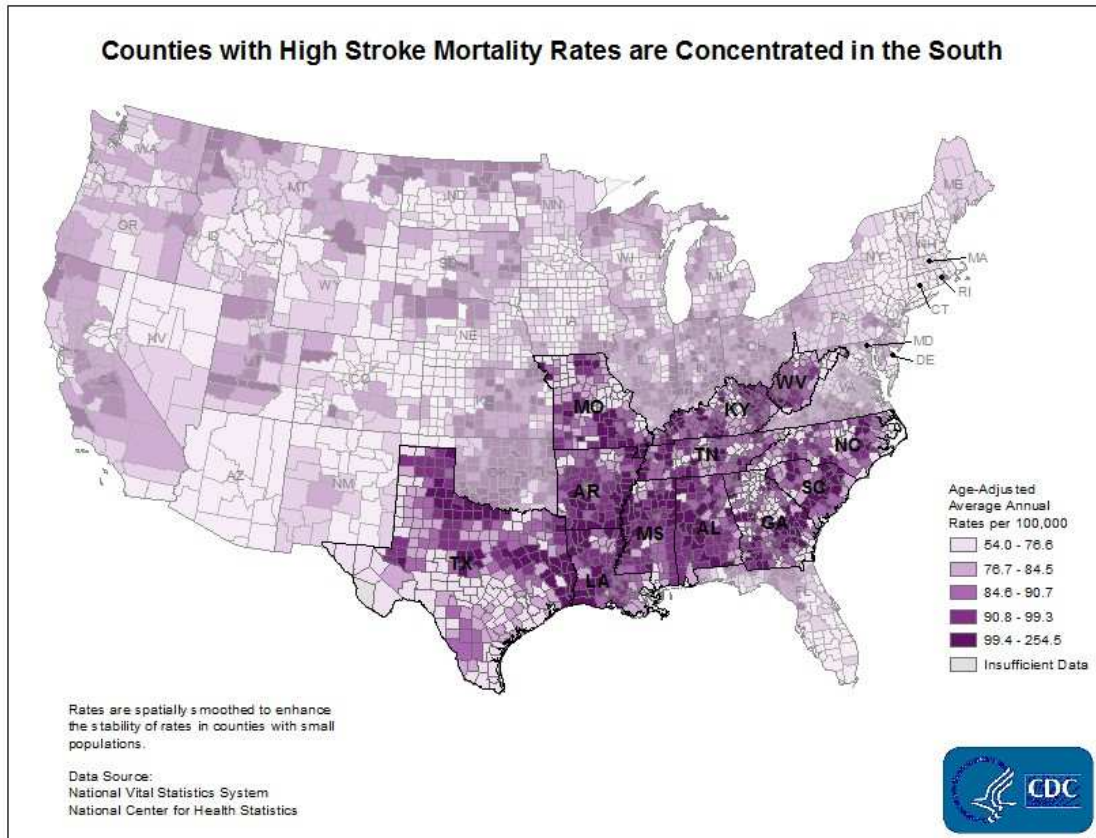 Counties with High Stroke Mortality Rates are Concentrated in the South
WA
MT
ND
MN
ME
OR
ID
VT
NH
WI
NY
MA
SD
MI
WY
RI
CT
IA
PA
NE
NV
OH
MD
IL
IN
DE
UT
CO
WV
VA
CA
KS
MO
KY
NC
TN
OK
AZ
NM
AR
SC
MS
AL
GA
TX
LA
FL
Age-Adjusted
Average Annual
Rates per 100,000
54.0 - 76.6
76.7 - 84.5
84.6 - 90.7
90.8 - 99.3
99.4 - 254.5
Insufficient Data
Rates are spatially smoothed to enhance
the stability of rates in counties with small
populations.
Data Source:
National Vital Statistics System
National Center for Health Statistics
CDC